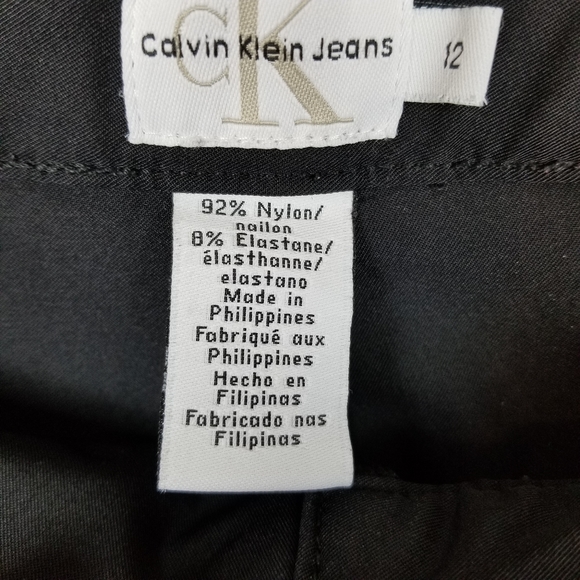 CK
Calvin Klein Jeans
12
92% Nylon/
nailon
8% Elastane/
élasthanne/
elastano
Made in
Philippines
Fabriqué aux
Philippines
Hecho en
Filipinas
Fabricado nas
Filipinas